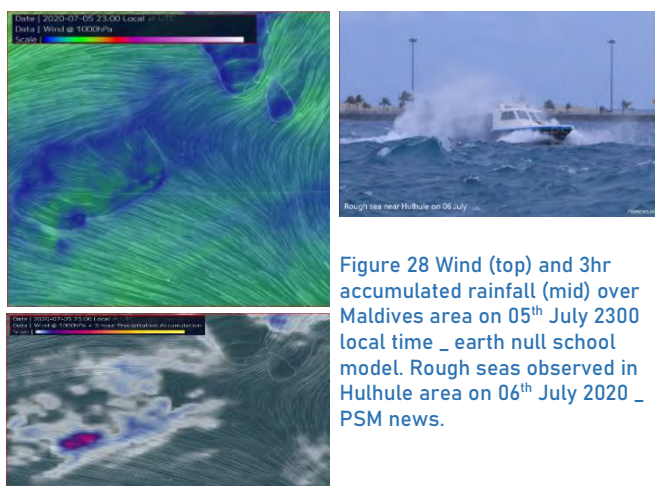 Date | 2020-07-05 23:00 Local ⇄ UTC
Data | Wind @ 1000hPa
Scale |
Rough sea near Hulhule on 06 July
Date | 2020-07-05 23:00 Local ⇄ UTC
Data | Wind @ 1000hPa + 3-hour Precipitation Accumulation
Scale |
Figure 28 Wind (top) and 3hr
accumulated rainfall (mid) over
Maldives area on 05th July 2300
local time _ earth null school
model. Rough seas observed in
Hulhule area on 06th July 2020 _
PSM news.